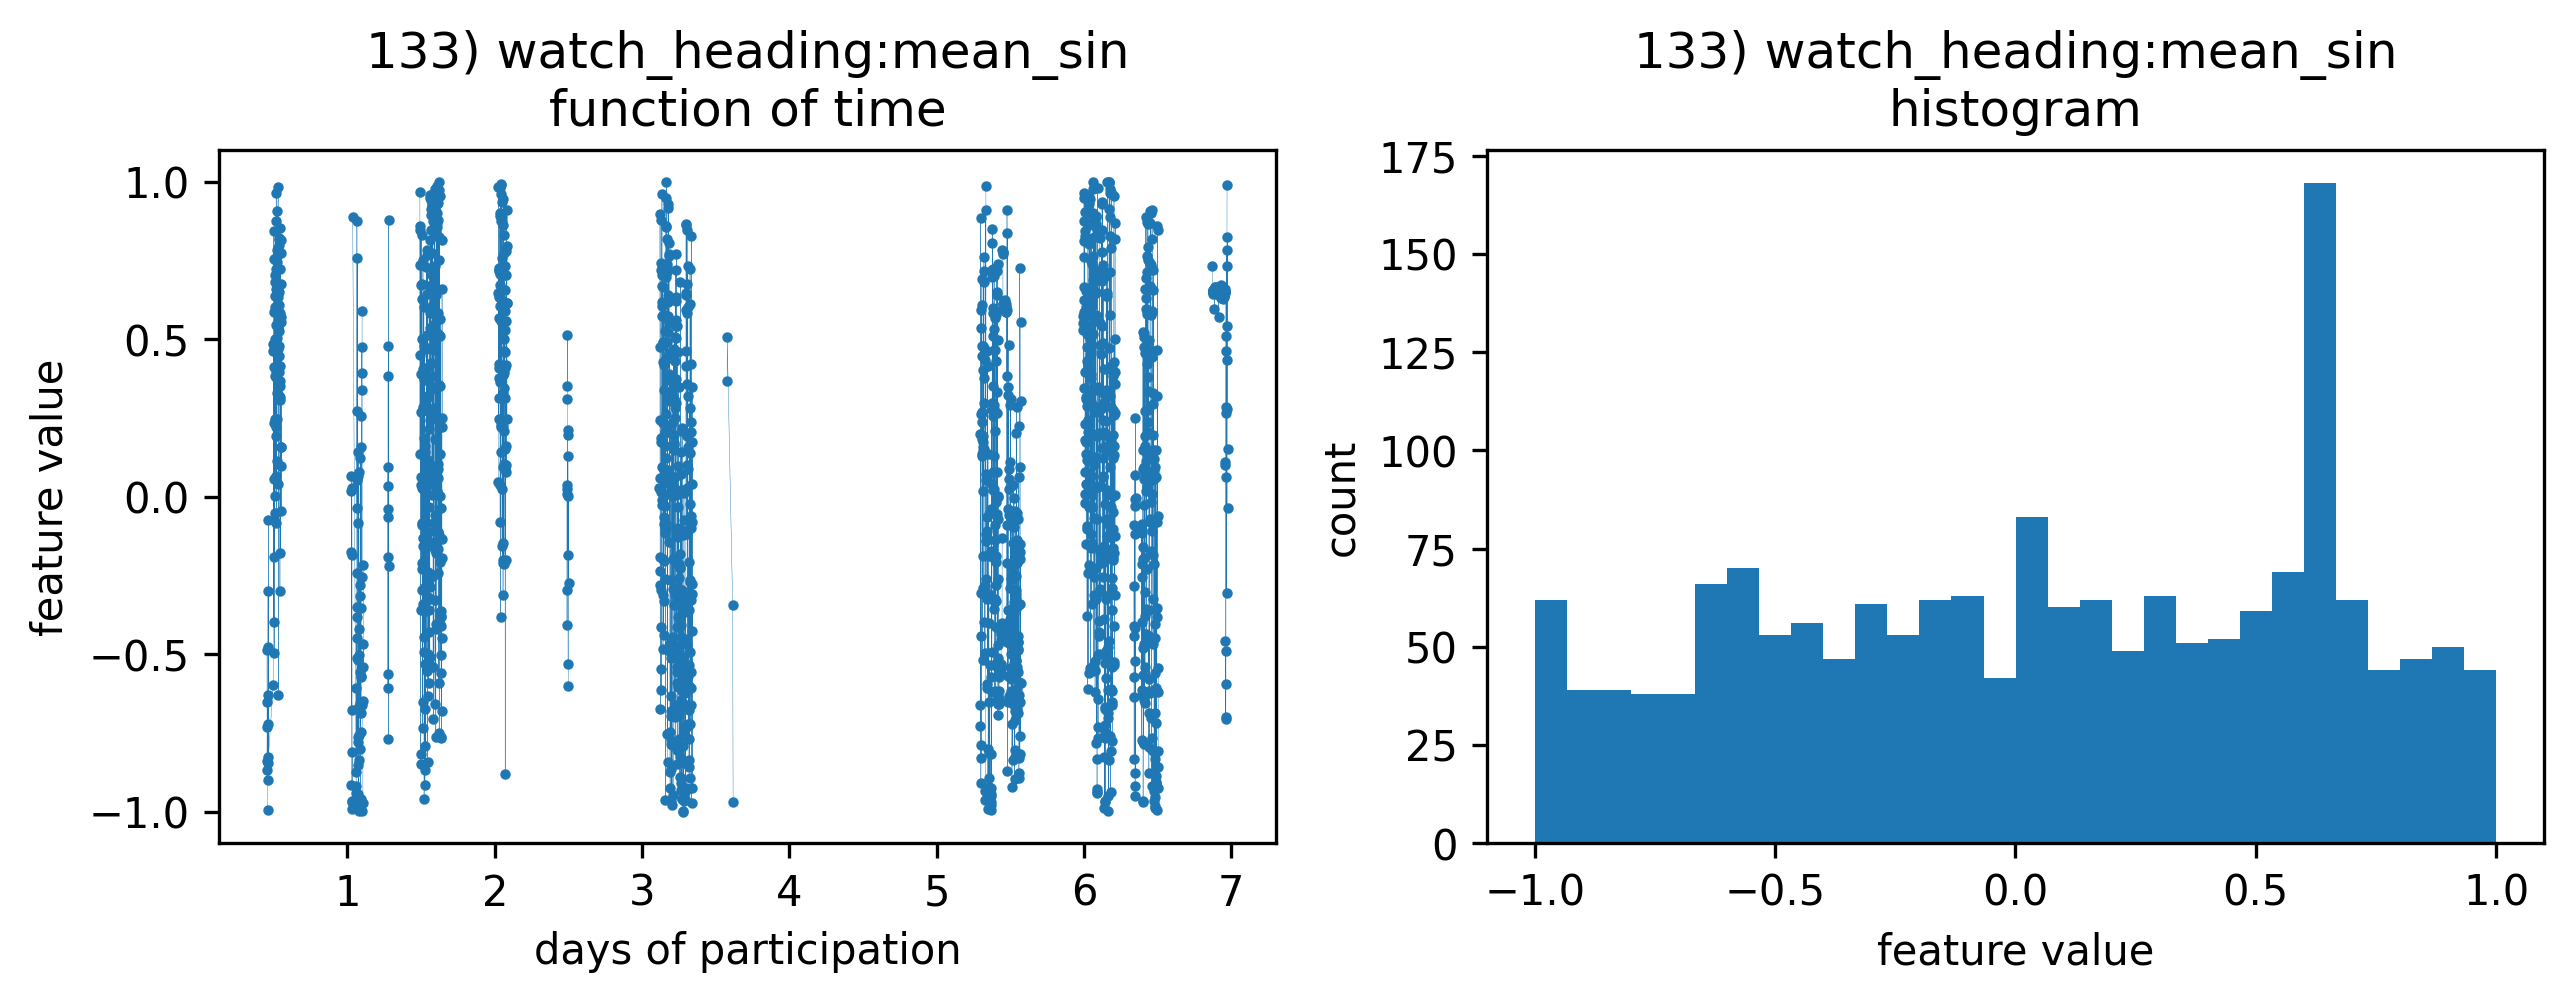 133) watch_heading:mean_sin
function of time
1.0
0.5
0.0
−0.5
−1.0
feature value
1 2 3 4 5 6 7
days of participation
133) watch_heading:mean_sin
histogram
175
150
125
100
75
50
25
0
count
−1.0 −0.5 0.0 0.5 1.0
feature value